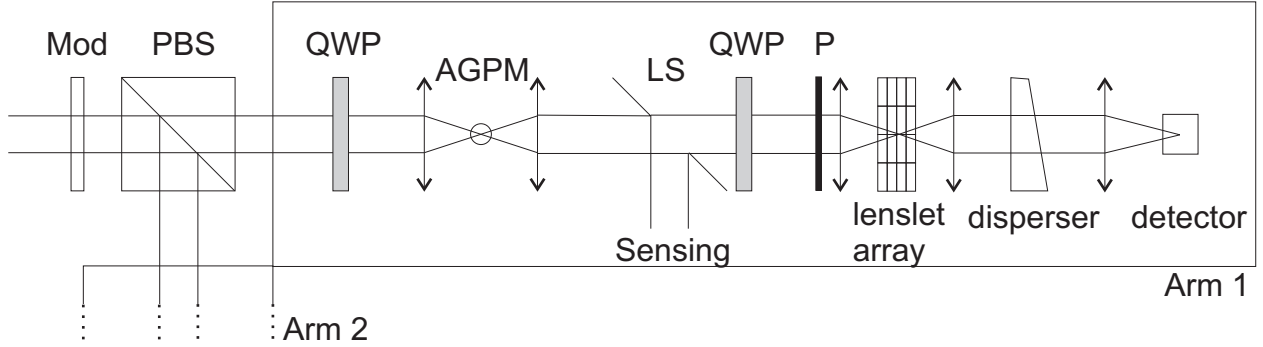 Mod
PBS
QWP
AGPM
LS
QWP
P
Sensing
lenslet
array
disperser
detector
Arm 1
Arm 2